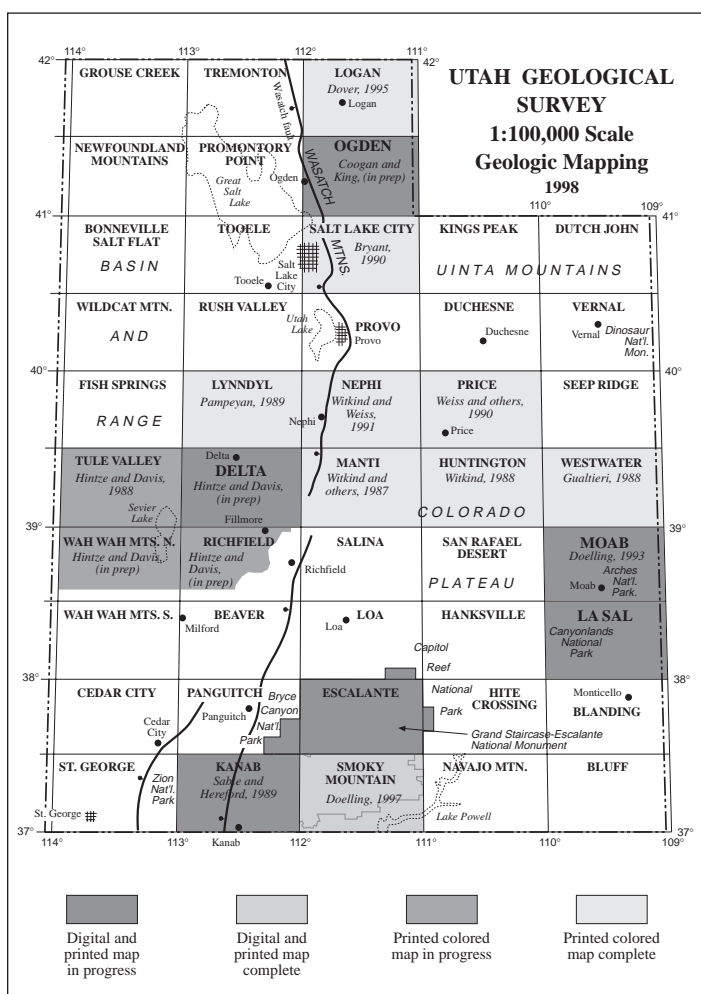 114°
113°
112°
111°
42°
42°
GROUSE CREEK
TREMONTON
LOGAN
Dover, 1995
Logan
Wasatch fault
UTAH GEOLOGICAL
SURVEY
1:100,000 Scale
Geologic Mapping
1998
NEWFOUNDLAND
MOUNTAINS
PROMONTORY
POINT
OGDEN
Coogan and
King, (in prep)
Great
Salt
Lake
Ogden
WASATCH
MTNS.
41°
110°
109°
41°
BONNEVILLE
SALT FLAT
TOOELE
SALT LAKE CITY
Bryant,
1990
KINGS PEAK
DUTCH JOHN
BASIN
UINTA MOUNTAINS
Tooele
Salt
Lake
City
WILDCAT MTN.
RUSH VALLEY
PROVO
Provo
DUCHESNE
VERNAL
AND
Utah
Lake
Duchesne
Vernal
Dinosaur
Nat'l.
Mon.
40°
40°
FISH SPRINGS
LYNNDYL
Pampeyan, 1989
NEPHI
Witkind and
Weiss,
1991
PRICE
Weiss and others,
1990
SEEP RIDGE
RANGE
Nephi
Price
TULE VALLEY
Hintze and Davis,
1988
Delta
DELTA
Hintze and Davis,
(in prep)
MANTI
Witkind and
others, 1987
HUNTINGTON
Witkind, 1988
WESTWATER
Gualtieri, 1988
Sevier
Lake
Fillmore
COLORADO
39°
39°
WAH WAH MTS. N.
Hintze and Davis,
(in prep)
RICHFIELD
Hintze and
Davis,
(in prep)
Richfield
SALINA
SAN RAFAEL
DESERT
MOAB
Doelling, 1993
PLATEAU
Moab
Arches
Nat'l.
Park.
WAH WAH MTS. S.
BEAVER
LOA
HANKSVILLE
LA SAL
Milford
Loa
Canyonlands
National
Park
Capitol
Reef
National
Park
38°
38°
CEDAR CITY
PANGUITCH
ESCALANTE
HITE
CROSSING
Monticello
BLANDING
Cedar
City
Panguitch
Bryce
Canyon
Nat'l.
Park
Grand Staircase-Escalante
National Monument
ST. GEORGE
KANAB
Sable and
Hereford, 1989
SMOKY
MOUNTAIN
Doelling, 1997
NAVAJO MTN.
BLUFF
Zion
Nat'l.
Park
St. George
Lake Powell
37°
37°
Kanab
114°
113°
112°
111°
110°
109°
Digital and
printed map
in progress
Digital and
printed map
complete
Printed colored
map in progress
Printed colored
map complete